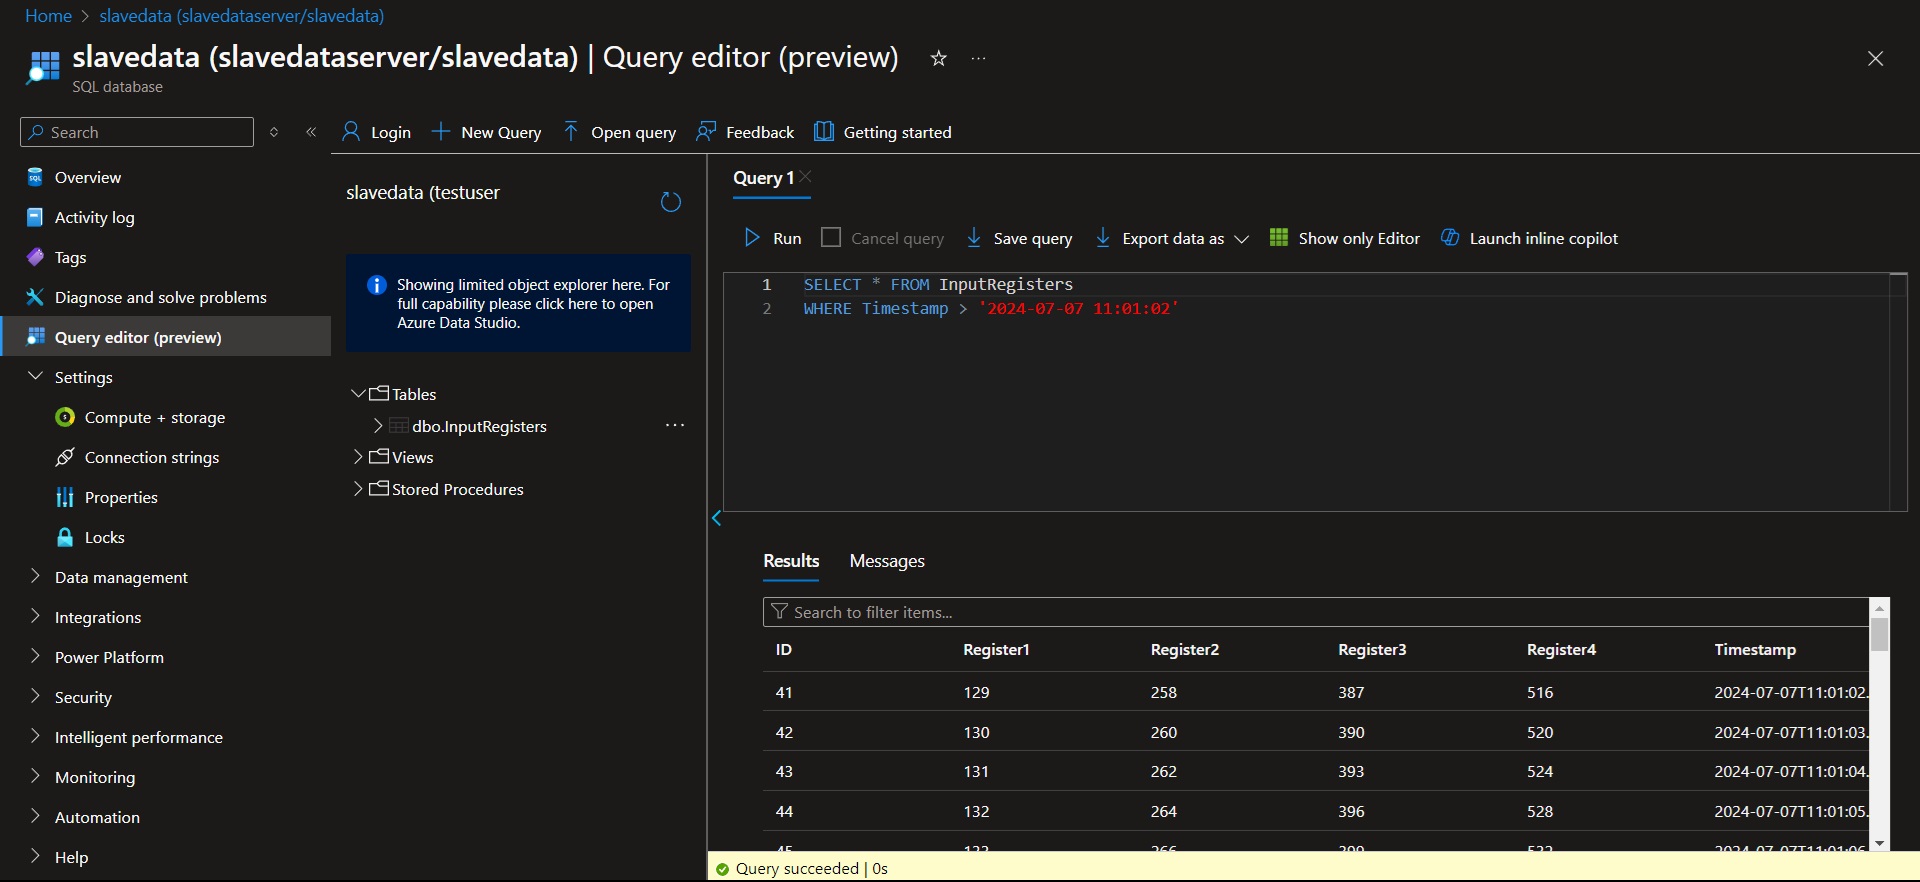 Home > slavedata (slavedataserver/slavedata)
slavedata (slavedataserver/slavedata) | Query editor (preview) ☆ ...
SQL database
Search
Login
New Query
Open query
Feedback
Getting started
Overview
Activity log
Tags
Diagnose and solve problems
Query editor (preview)
Settings
Compute + storage
Connection strings
Properties
Locks
Data management
Integrations
Power Platform
Security
Intelligent performance
Monitoring
Automation
Help
slavedata (testuser
Showing limited object explorer here. For
full capability please click here to open
Azure Data Studio.
Tables
dbo.InputRegisters ...
Views
Stored Procedures
Query 1
Run
Cancel query
Save query
Export data as
Show only Editor
Launch inline copilot
1 SELECT * FROM InputRegisters
2 WHERE Timestamp > '2024-07-07 11:01:02'
Results Messages
Search to filter items...
ID Register1 Register2 Register3 Register4 Timestamp
41 129 258 387 516 2024-07-07T11:01:02.
42 130 260 390 520 2024-07-07T11:01:03.
43 131 262 393 524 2024-07-07T11:01:04.
44 132 264 396 528 2024-07-07T11:01:05.
Query succeeded | 0s